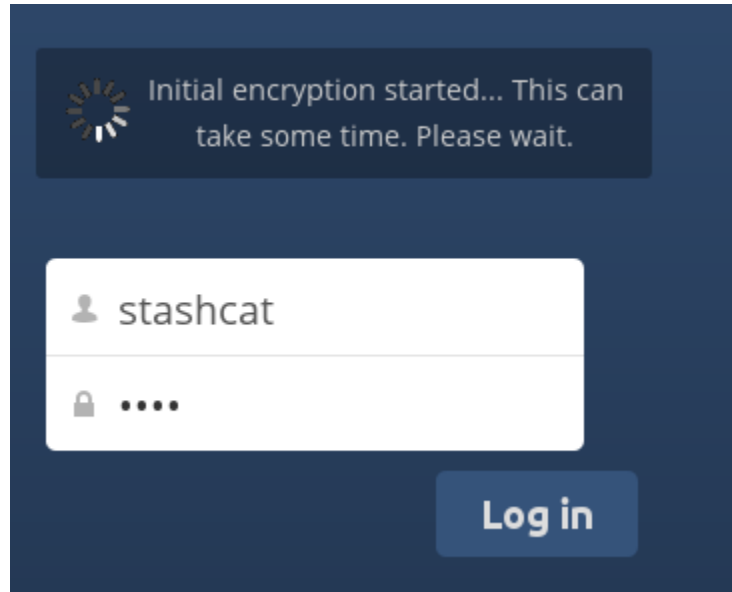 Initial encryption started... This can
take some time. Please wait.
stashcat
••••
Log in